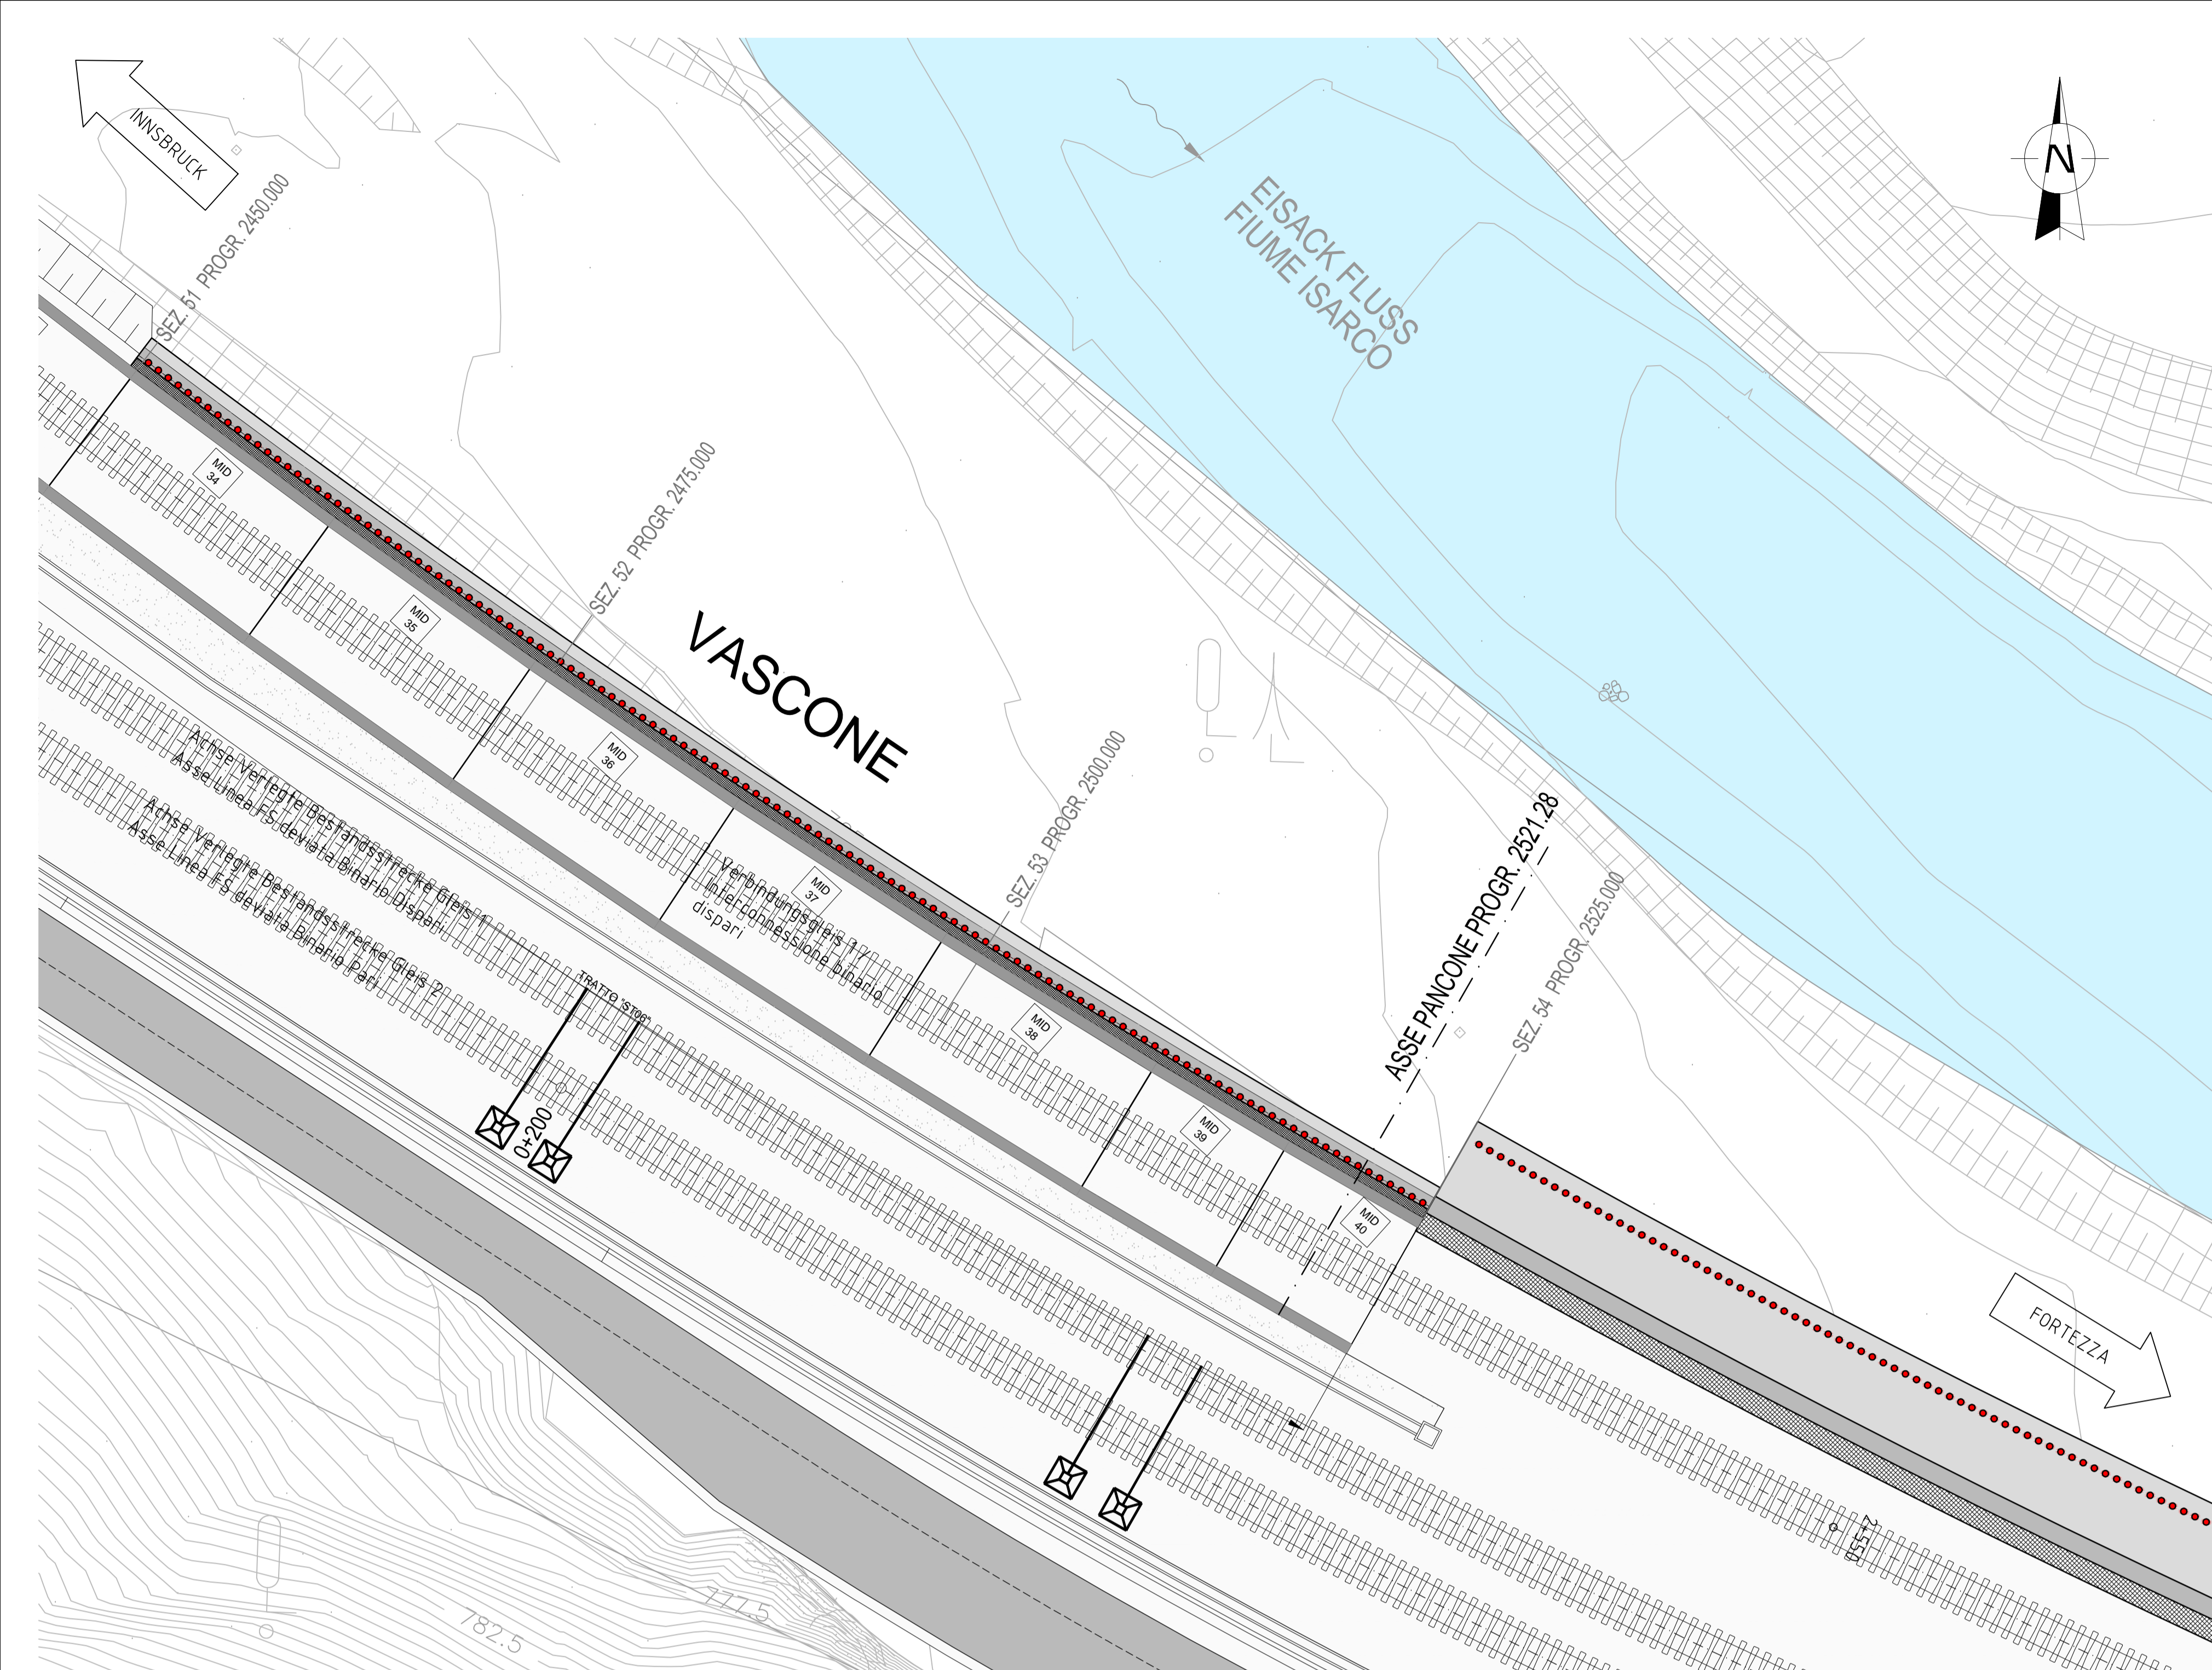 INNSBRUCK
N
EISACK FLUSS
FIUME ISARCO
SEZ. 51 PROGR. 2450.000
SEZ. 52 PROGR. 2475.000
VASCONE
SEZ. 53 PROGR. 2500.000
ASSE PANCONE PROGR. 2521.28
SEZ. 54 PROGR. 2525.000
MID
34
MID
35
MID
36
MID
37
MID
38
MID
39
MID
40
Achse Verlegte Bestandsstrecke Gleis 1
Asse Linea FS deviata Binario Dispari
Achse Verlegte Bestandsstrecke Gleis 2
Asse Linea FS deviata Binario Pari
Verbindungsgleis 1 /
Interconnessione binario
dispari
TRATTO "ST06"
0+200
FORTEZZA
2+550
777.5
782.5